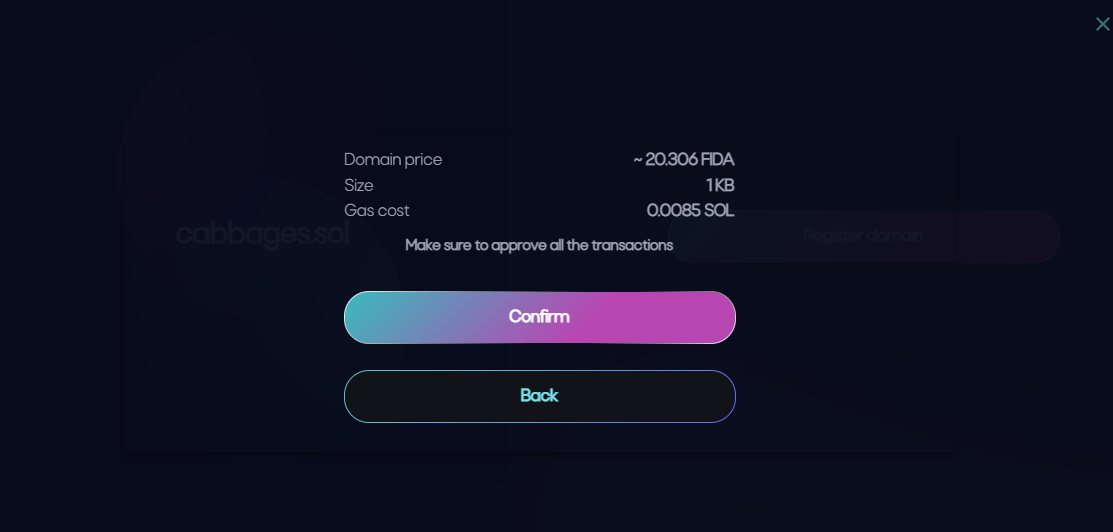 Domain price ~ 20.306 FIDA
Size 1 KB
Gas cost 0.0085 SOL
cabbages.sol
Register domain
Make sure to approve all the transactions
Confirm
Back